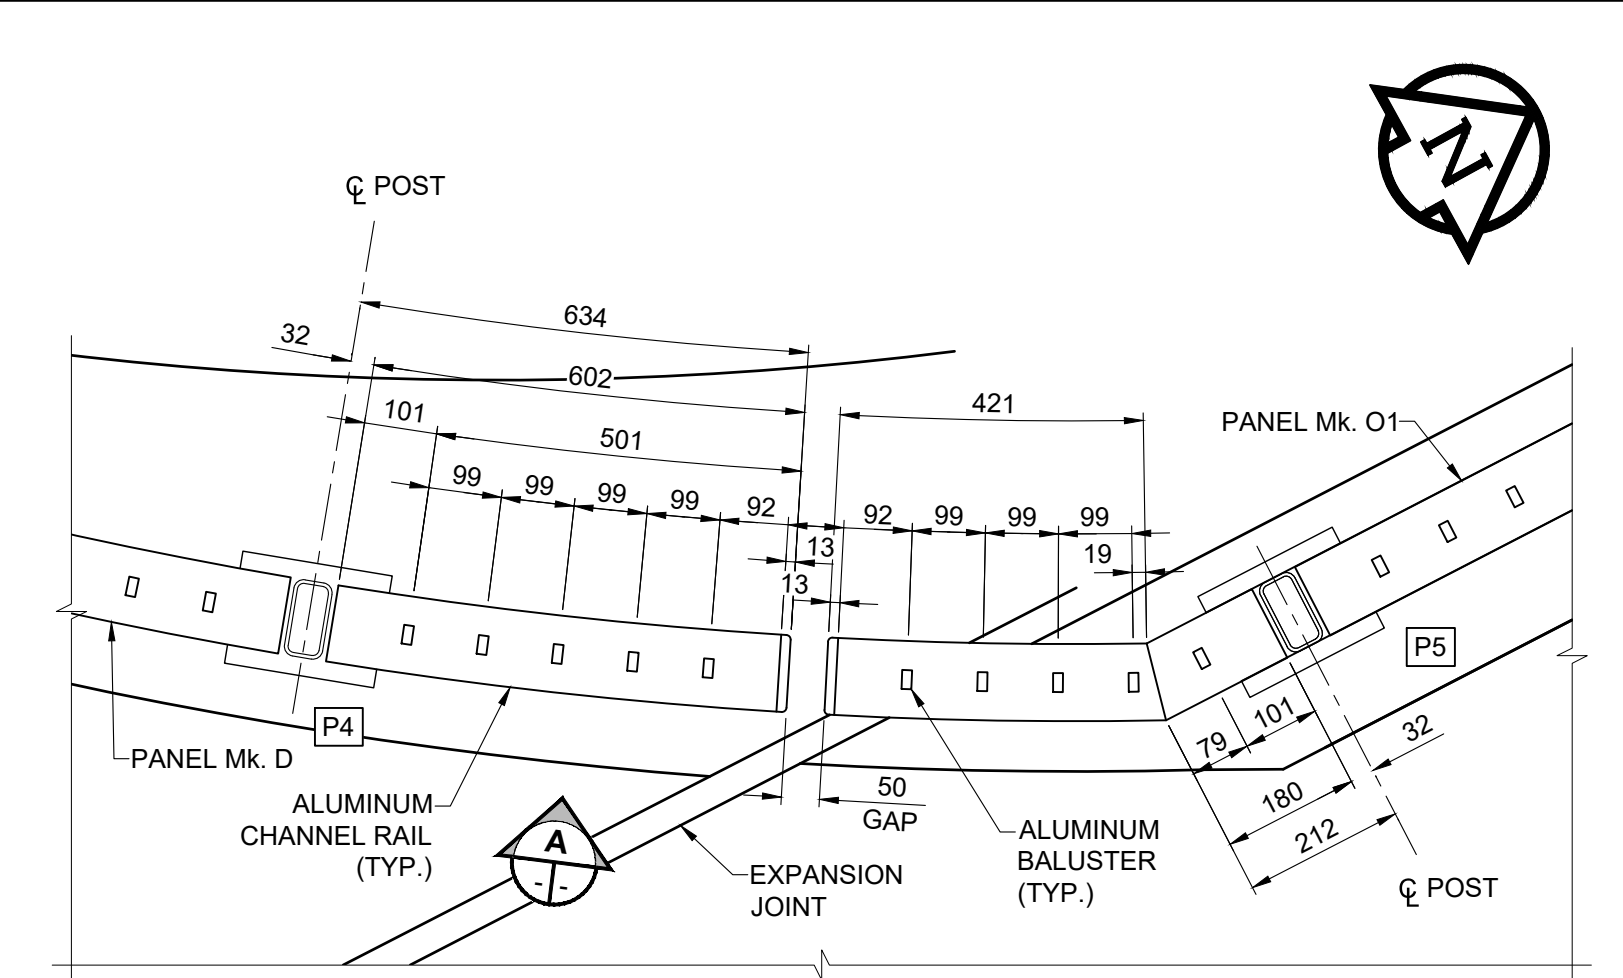 N
℄ POST
634
32
602
101
501
421
PANEL Mk. O1
99
99
99
99
92
92
99
99
99
13
13
19
P5
P4
PANEL Mk. D
101
79
32
180
212
50
GAP
ALUMINUM
CHANNEL RAIL
(TYP.)
A
- -
EXPANSION
JOINT
ALUMINUM
BALUSTER
(TYP.)
℄ POST